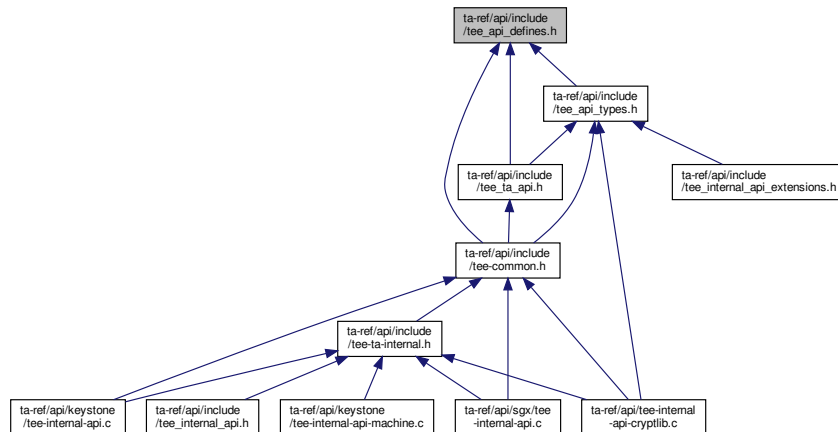 ta-ref/api/include
/tee_api_defines.h
ta-ref/api/include
/tee_api_types.h
ta-ref/api/include
/tee_ta_api.h
ta-ref/api/include
/tee_internal_api_extensions.h
ta-ref/api/include
/tee-common.h
ta-ref/api/include
/tee-ta-internal.h
ta-ref/api/keystone
/tee-internal-api.c
ta-ref/api/include
/tee_internal_api.h
ta-ref/api/keystone
/tee-internal-api-machine.c
ta-ref/api/sgx/tee
-internal-api.c
ta-ref/api/tee-internal
-api-cryptlib.c